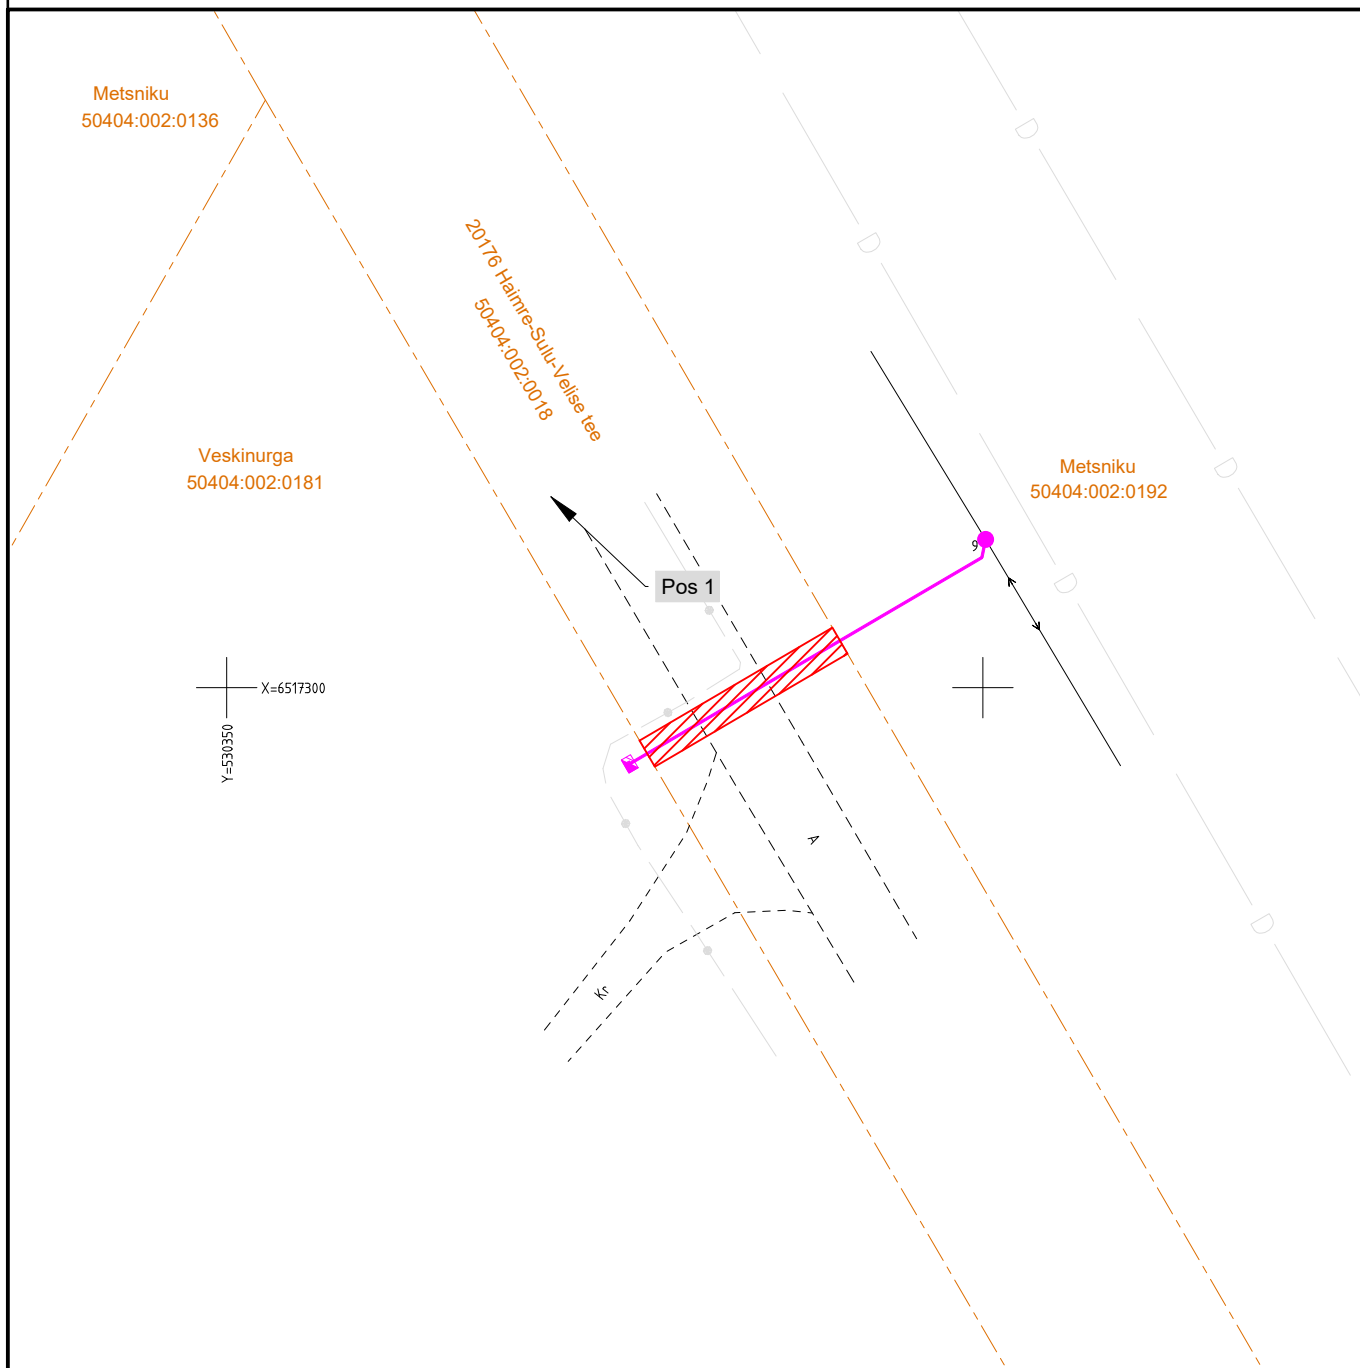 Metsniku
50404:002:0136
20176 Haimre-Sulu-Velise tee
50404:002:0018
Veskinurga
50404:002:0181
Metsniku
50404:002:0192
9
Pos 1
X=6517300
Y=530350
A
Kr
D
D
D
D
D